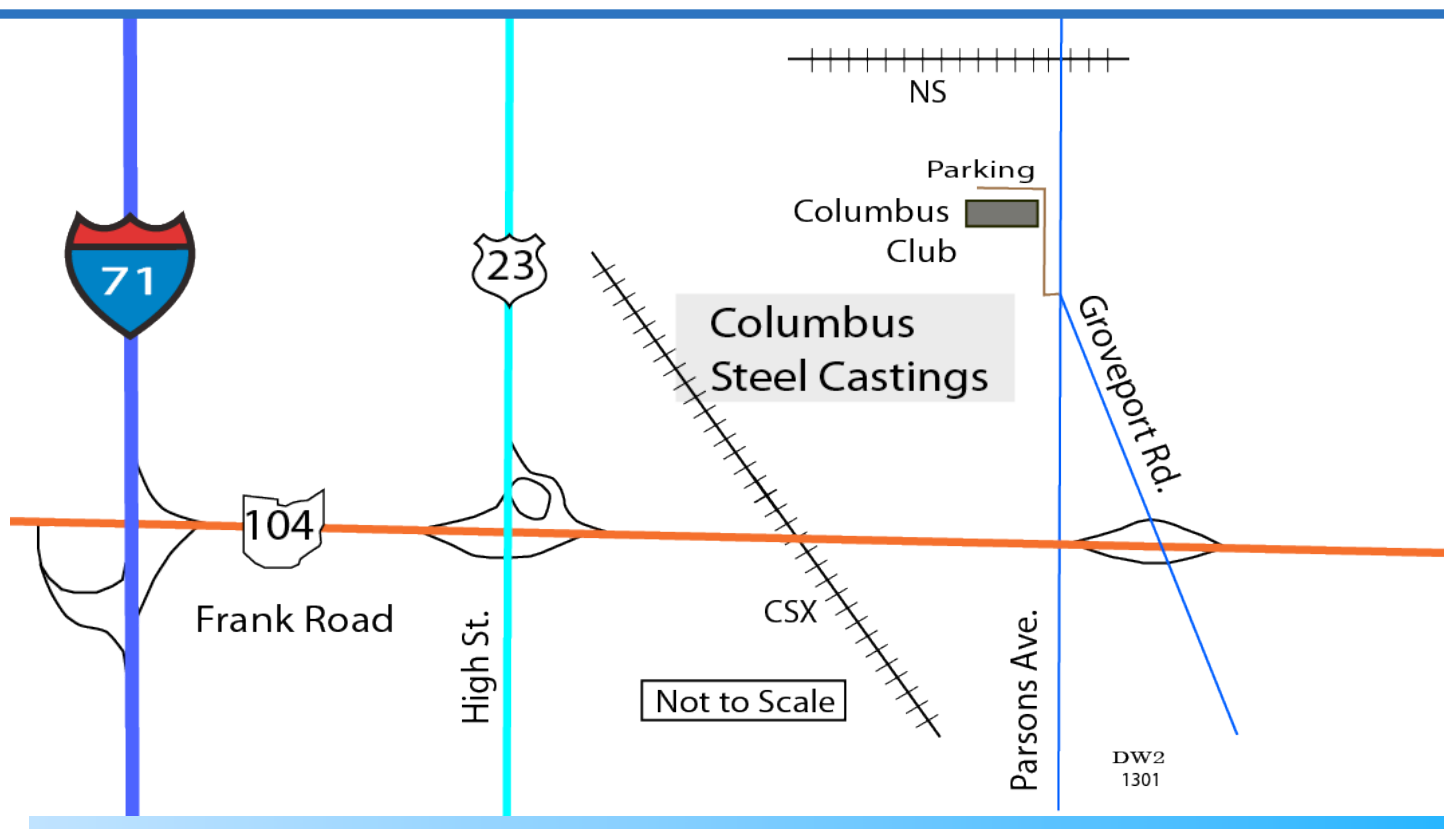 NS
Parking
Columbus
Club
71
23
Columbus
Steel Castings
Groveport Rd.
104
Frank Road
High St.
CSX
Parsons Ave.
Not to Scale
DW2
1301